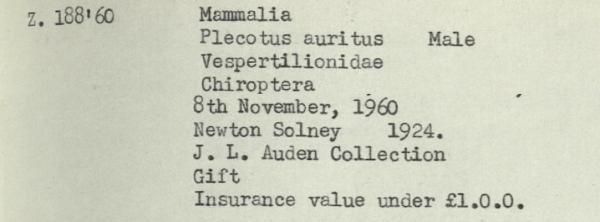 Z. 188'60 Mammalia
Plecotus auritus Male
Vespertilionidae
Chiroptera
8th November, 1960
Newton Solney 1924.
J. L. Auden Collection
Gift
Insurance value under £1.0.0.